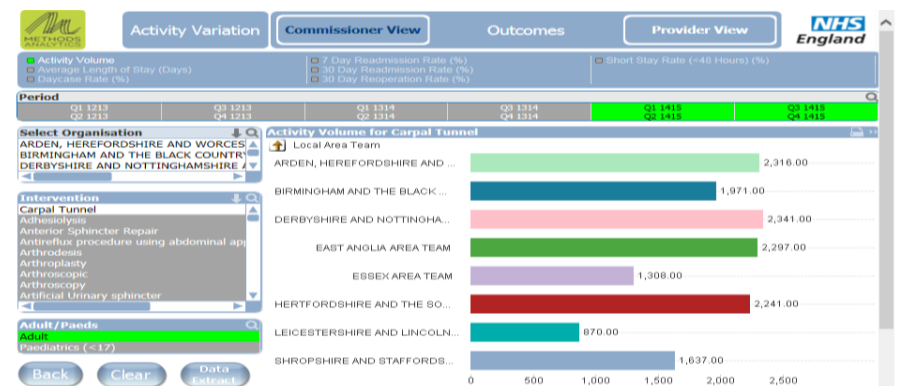 METHODS
ANALYTICS
Activity Variation
Commissioner View
Outcomes
Provider View
NHS
England
Activity Volume
Average Length of Stay (Days)
Daycase Rate (%)
7 Day Readmission Rate (%)
30 Day Readmission Rate (%)
30 Day Reoperation Rate (%)
Short Stay Rate (<48 Hours) (%)
Period
Q1 1213 Q3 1213 Q1 1314 Q3 1314 Q1 1415 Q3 1415
Q2 1213 Q4 1213 Q2 1314 Q4 1314 Q2 1415 Q4 1415
Select Organisation
ARDEN, HEREFORDSHIRE AND WORCES
BIRMINGHAM AND THE BLACK COUNTR
DERBYSHIRE AND NOTTINGHAMSHIRE
Intervention
Carpal Tunnel
Adhesiolysis
Anterior Sphincter Repair
Antireflux procedure using abdominal
Arthrodesis
Arthroplasty
Arthroscopic
Arthroscopy
Artificial Urinary sphincter
Adult/Paeds
Adult
Paediatrics (<17)
Back
Clear
Data
Extract
Activity Volume for Carpal Tunnel
Local Area Team
ARDEN, HEREFORDSHIRE AND ... 2,316.00
BIRMINGHAM AND THE BLACK ... 1,971.00
DERBYSHIRE AND NOTTINGHA... 2,341.00
EAST ANGLIA AREA TEAM 2,297.00
ESSEX AREA TEAM 1,308.00
HERTFORDSHIRE AND THE SO... 2,241.00
LEICESTERSHIRE AND LINCOLN... 870.00
SHROPSHIRE AND STAFFORDS... 1,637.00
0 500 1,000 1,500 2,000 2,500